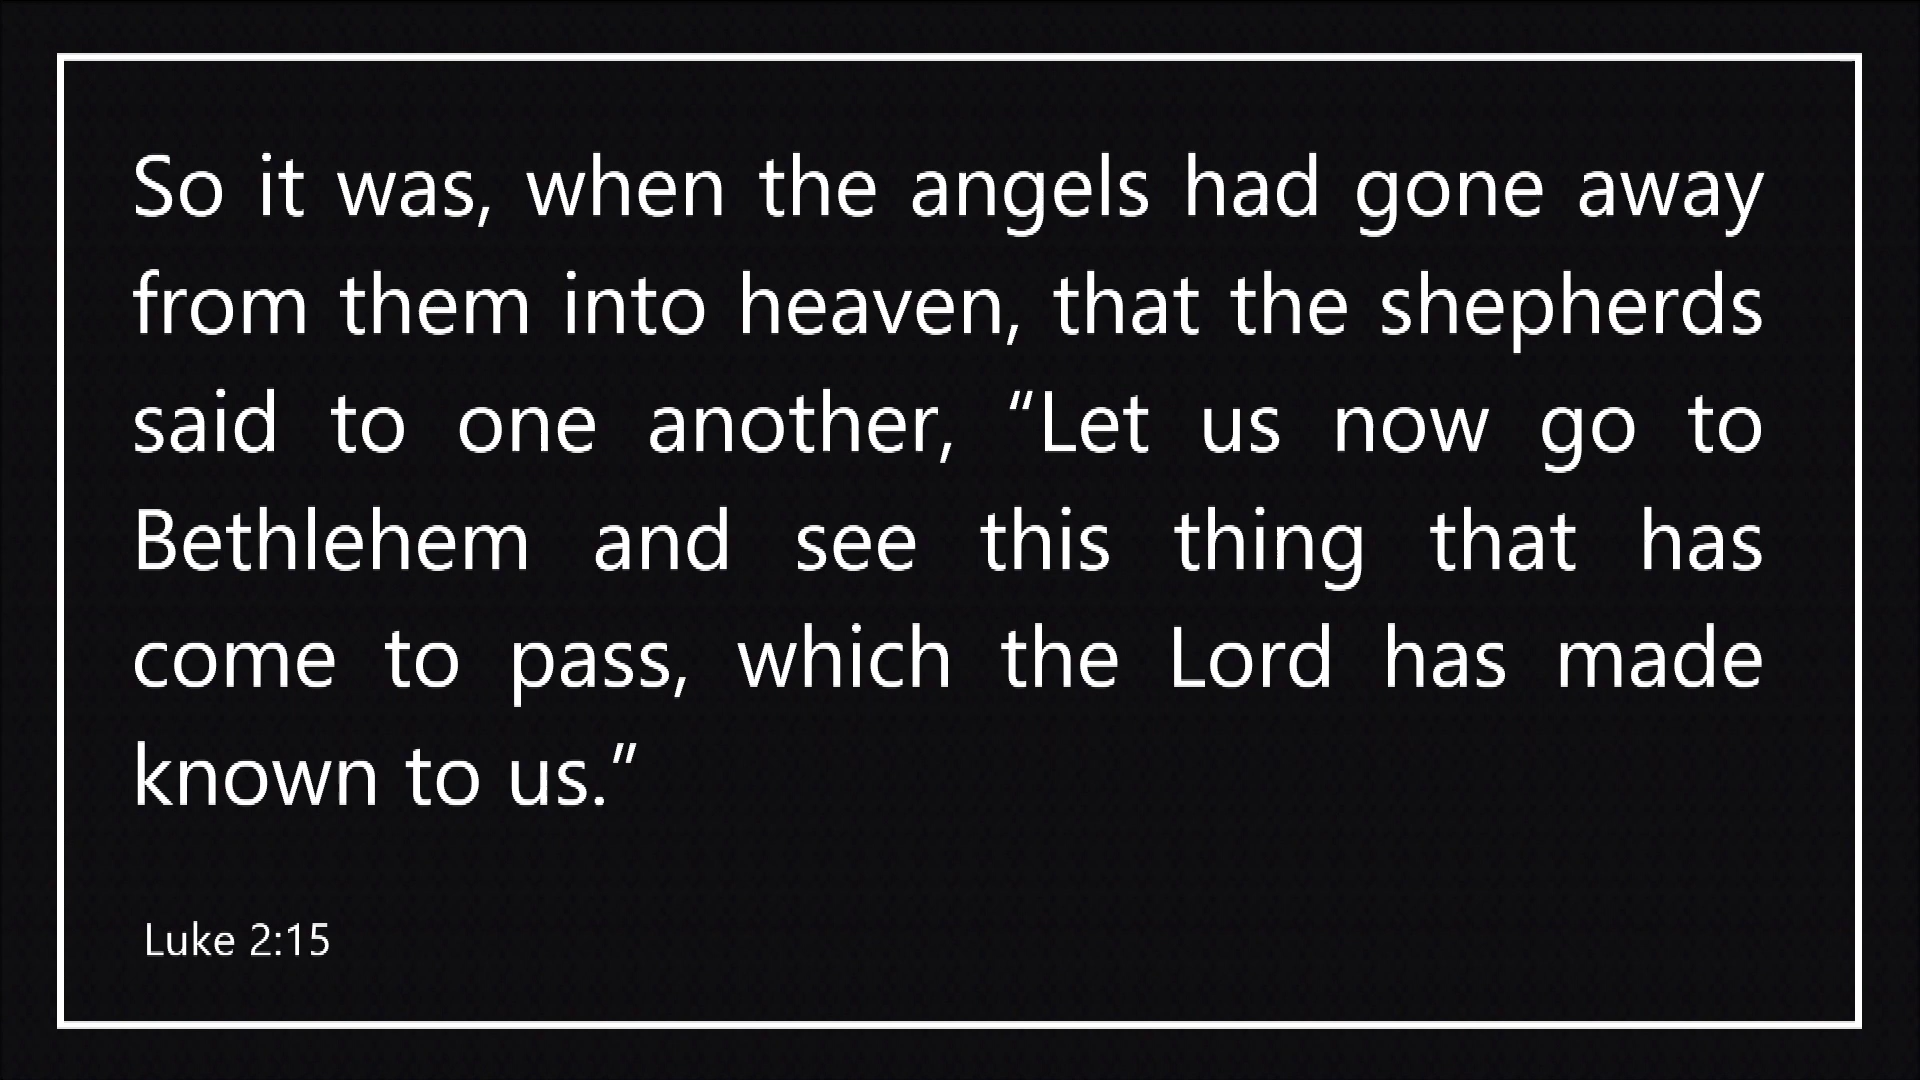 So it was, when the angels had gone away
from them into heaven, that the shepherds
said to one another, “Let us now go to
Bethlehem and see this thing that has
come to pass, which the Lord has made
known to us.”
Luke 2:15